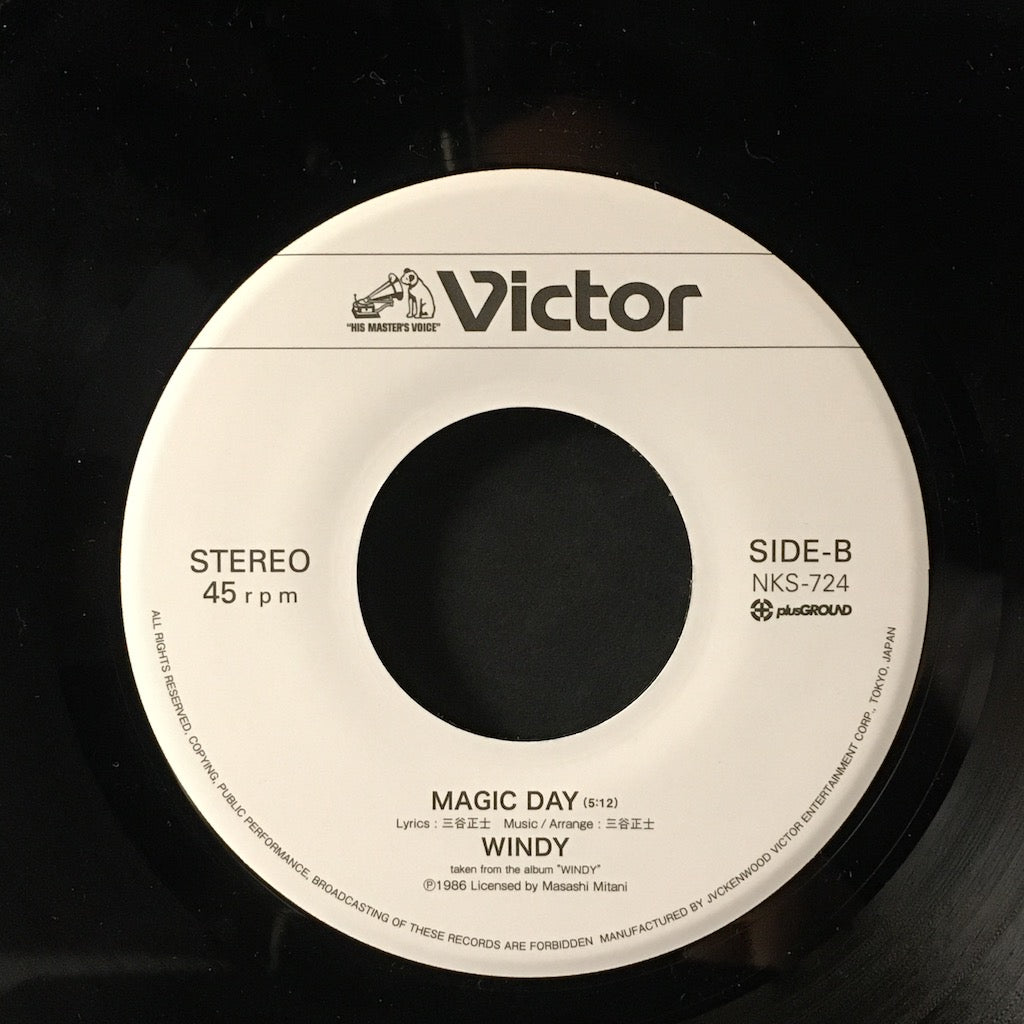 "HIS MASTER'S VOICE"
Victor
STEREO
45 rpm
SIDE-B
NKS-724
plusGROUND
MAGIC DAY (5:12)
Lyrics : 三谷正士 Music / Arrange : 三谷正士
WINDY
taken from the album "WINDY"
℗1986 Licensed by Masashi Mitani
ALL RIGHTS RESERVED. COPYING, PUBLIC PERFORMANCE, BROADCASTING OF THESE RECORDS ARE FORBIDDEN MANUFACTURED BY JVCKENWOOD VICTOR ENTERTAINMENT CORP., TOKYO, JAPAN